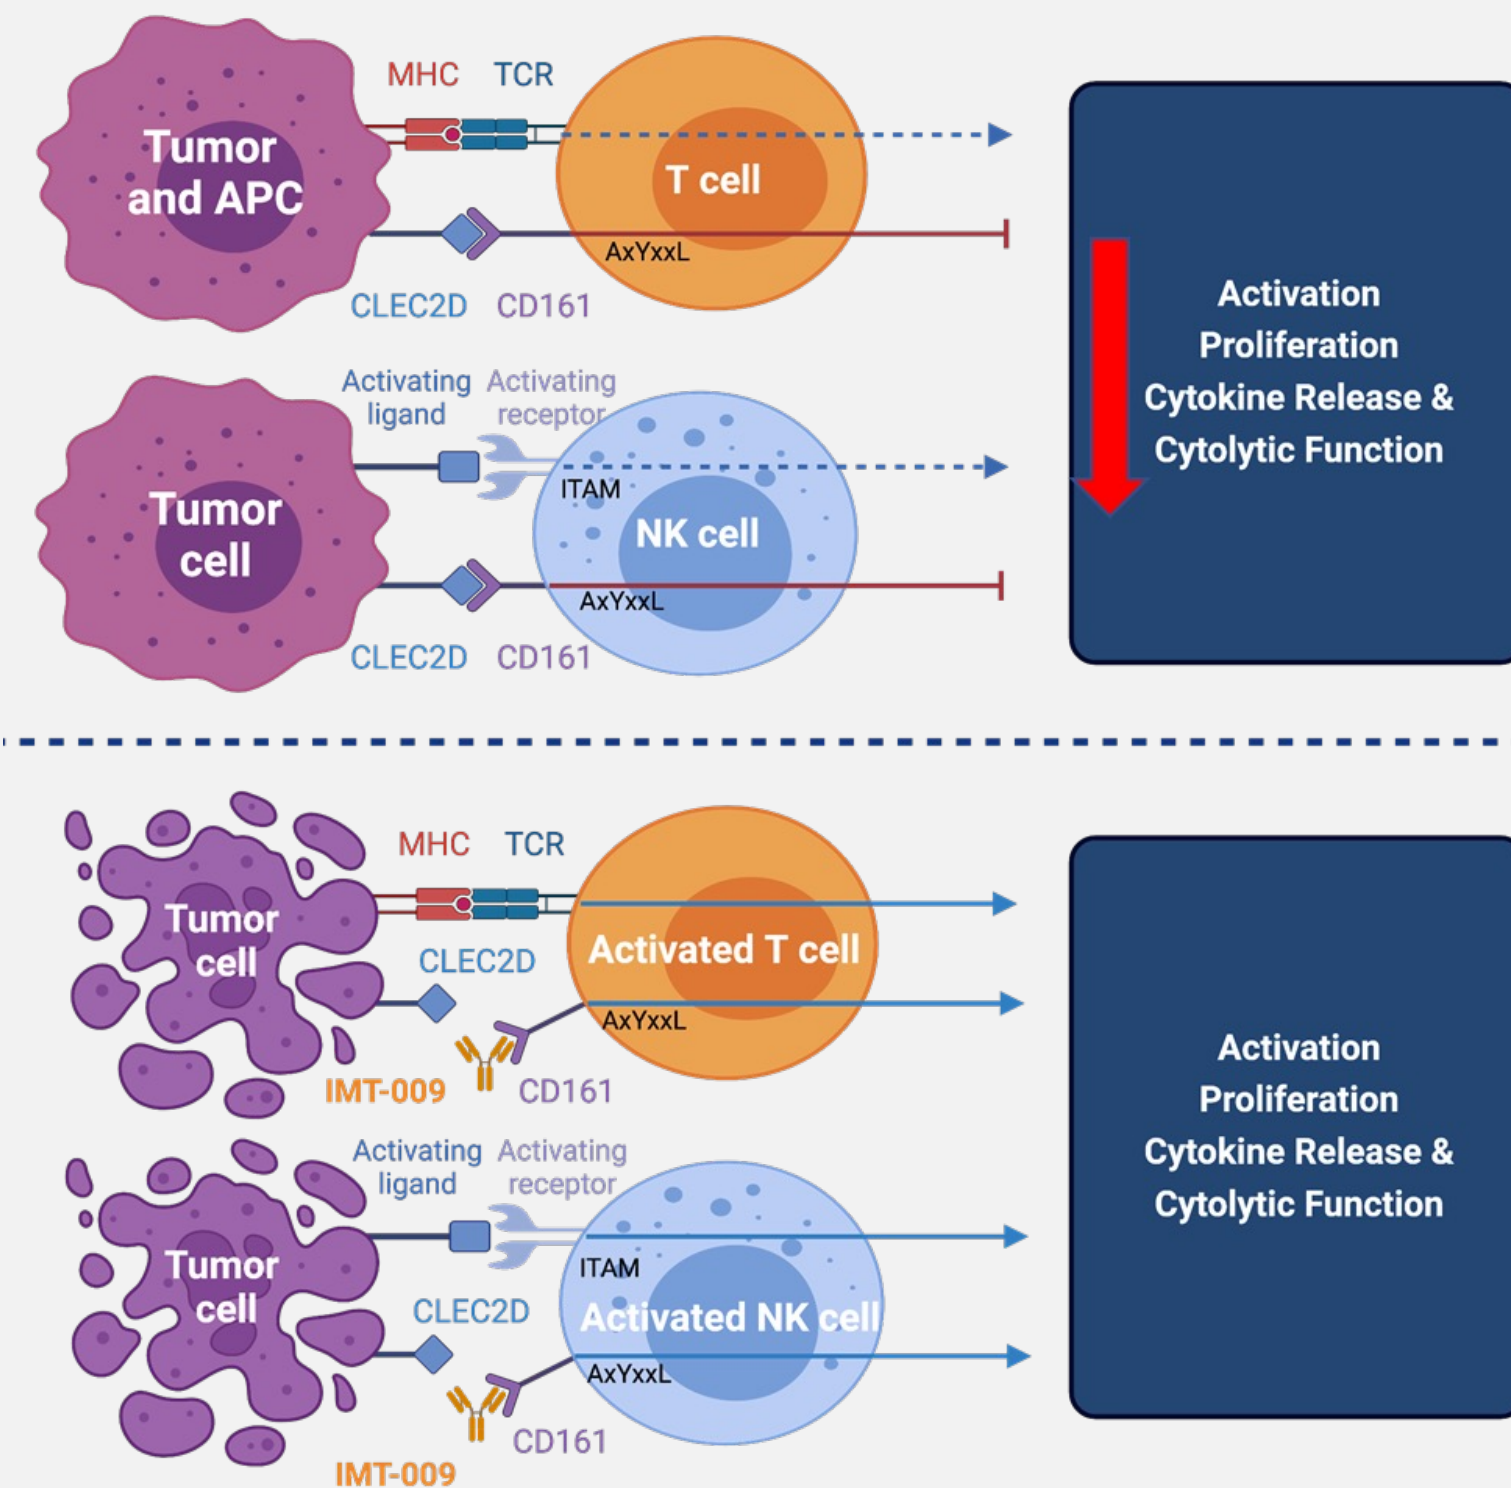 MHC TCR
Tumor
and APC
T cell
AxYxxL
CLEC2D CD161
Activating Activating
ligand receptor
ITAM
Tumor
cell
NK cell
AxYxxL
CLEC2D CD161
Activation
Proliferation
Cytokine Release &
Cytolytic Function
MHC TCR
Tumor
cell
CLEC2D
Activated T cell
AxYxxL
IMT-009 CD161
Activating Activating
ligand receptor
ITAM
Tumor
cell
CLEC2D
Activated NK cell
AxYxxL
CD161
IMT-009
Activation
Proliferation
Cytokine Release &
Cytolytic Function